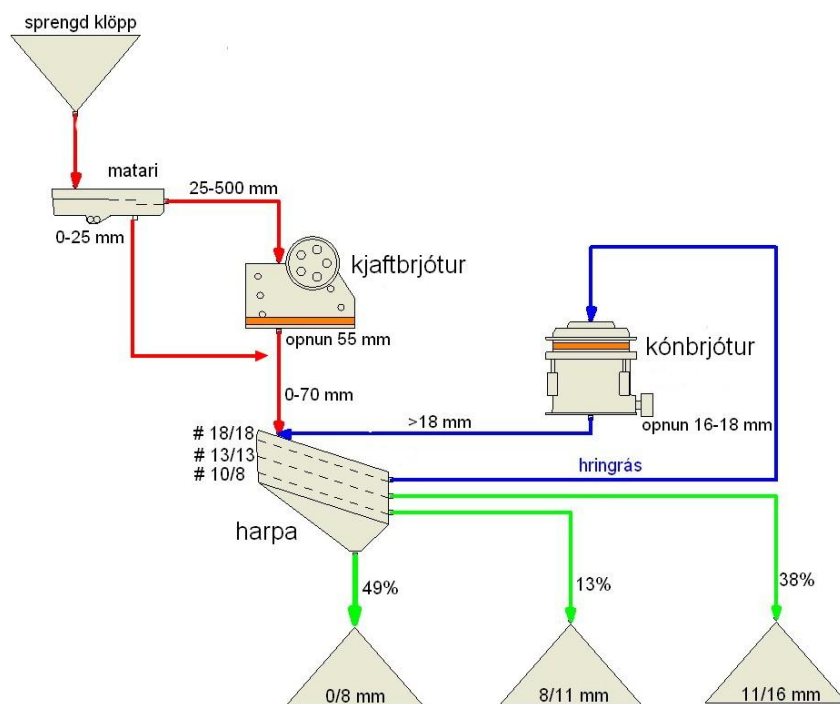 sprengd klöpp
matari
25-500 mm
0-25 mm
kjaftbrjótur
opnun 55 mm
kónbrjótur
0-70 mm
>18 mm
opnun 16-18 mm
# 18/18
# 13/13
# 10/8
hringrás
harpa
49%
13%
38%
0/8 mm
8/11 mm
11/16 mm